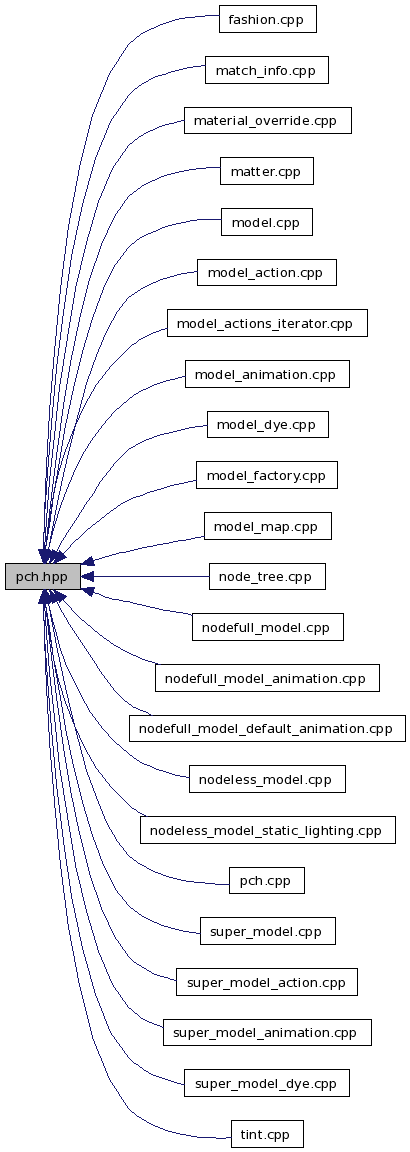 fashion.cpp
match_info.cpp
material_override.cpp
matter.cpp
model.cpp
model_action.cpp
model_actions_iterator.cpp
model_animation.cpp
model_dye.cpp
model_factory.cpp
model_map.cpp
pch.hpp
node_tree.cpp
nodefull_model.cpp
nodefull_model_animation.cpp
nodefull_model_default_animation.cpp
nodeless_model.cpp
nodeless_model_static_lighting.cpp
pch.cpp
super_model.cpp
super_model_action.cpp
super_model_animation.cpp
super_model_dye.cpp
tint.cpp